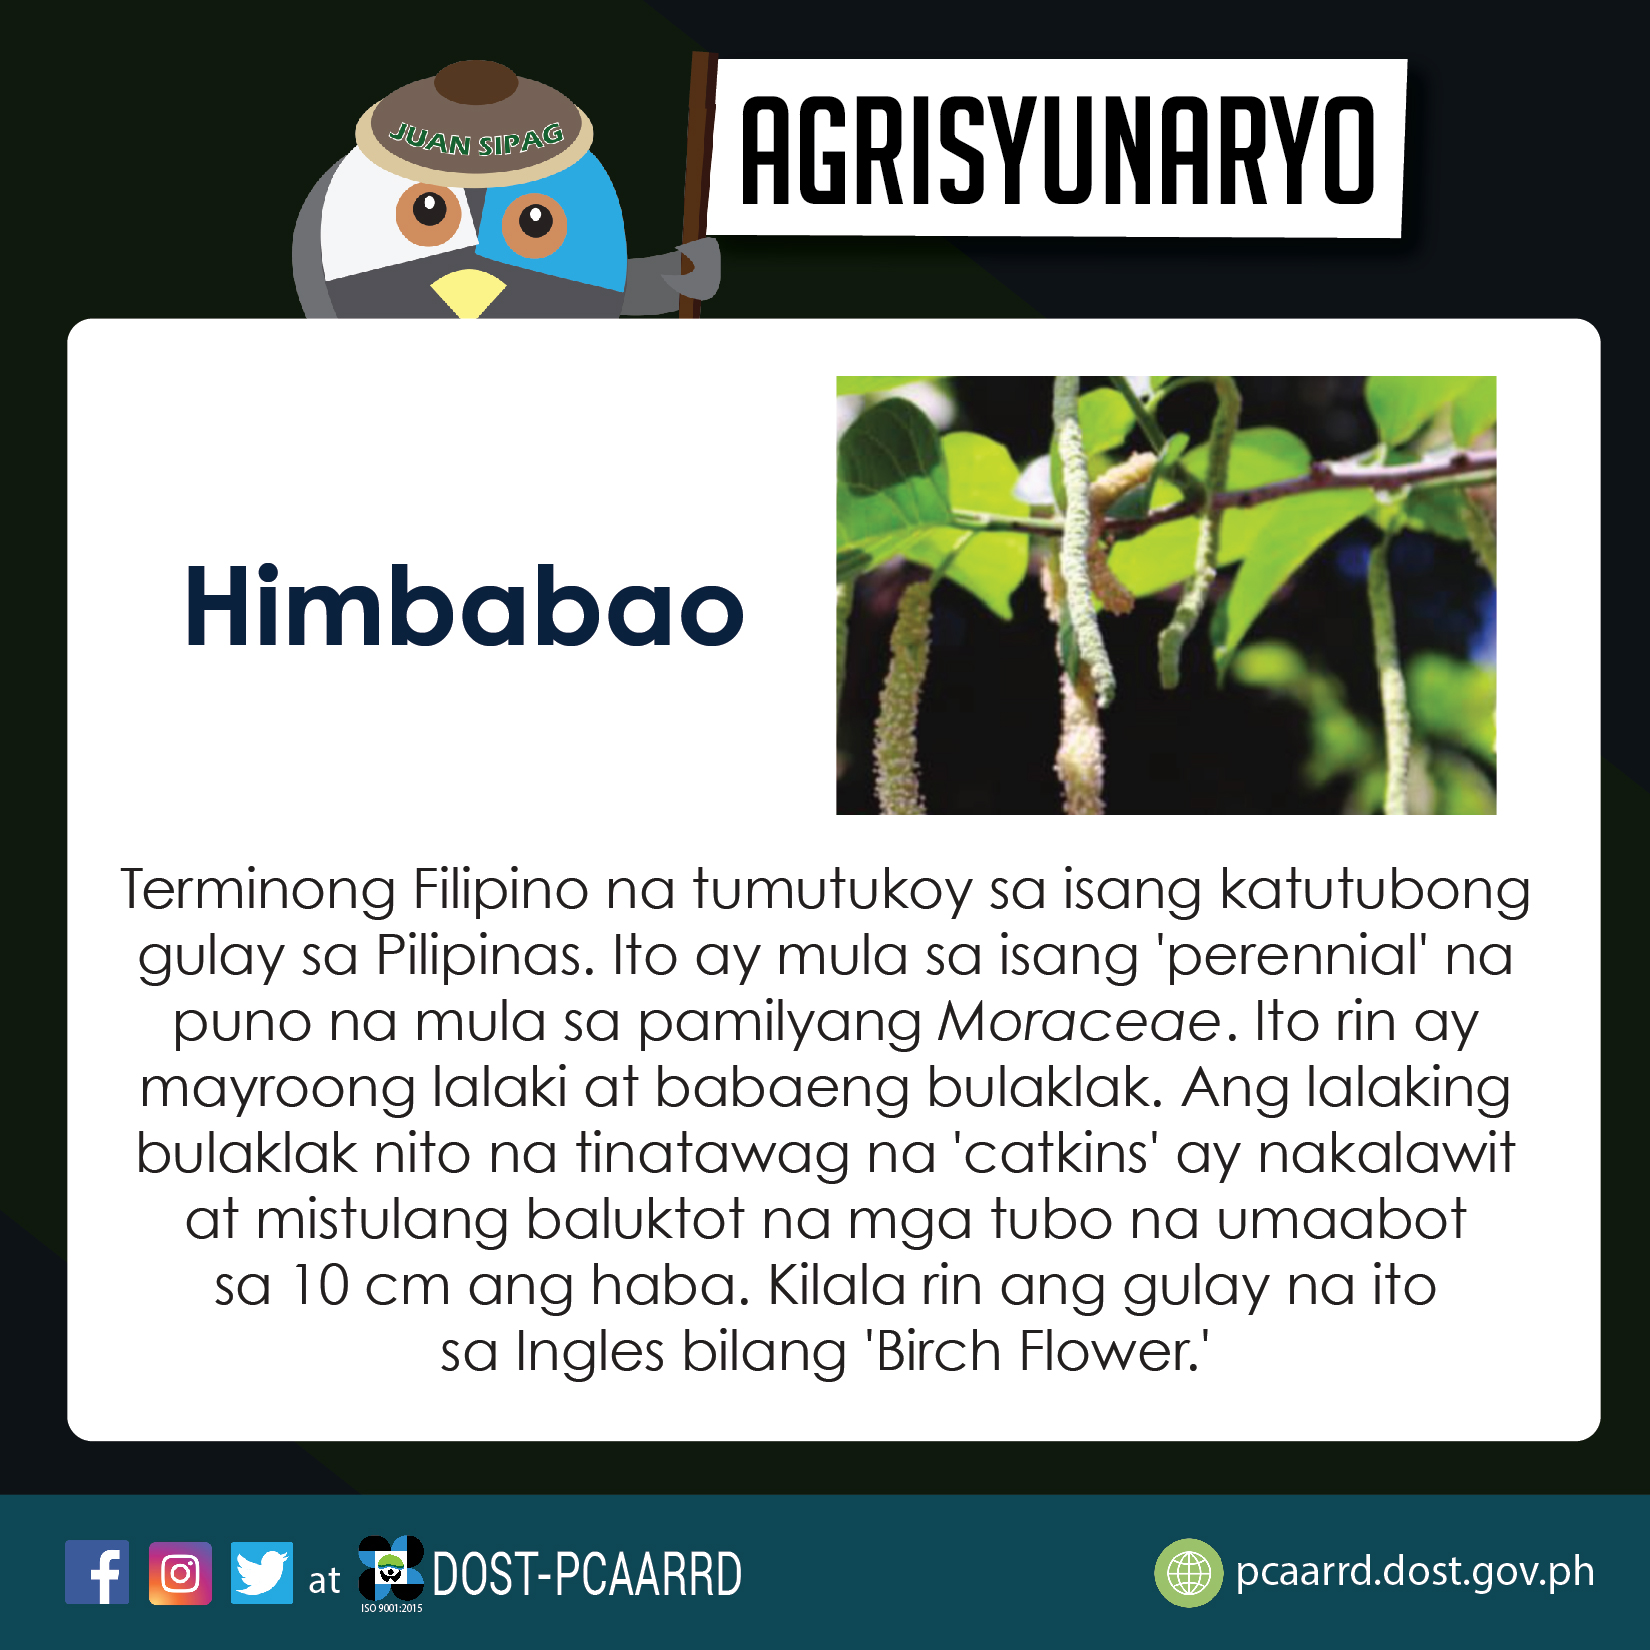 JUAN SIPAG
AGRISYUNARYO
Himbabao
Terminong Filipino na tumutukoy sa isang katutubong
gulay sa Pilipinas. Ito ay mula sa isang 'perennial' na
puno na mula sa pamilyang Moraceae. Ito rin ay
mayroong lalaki at babaeng bulaklak. Ang lalaking
bulaklak nito na tinatawag na 'catkins' ay nakalawit
at mistulang baluktot na mga tubo na umaabot
sa 10 cm ang haba. Kilala rin ang gulay na ito
sa Ingles bilang 'Birch Flower.'
at DOST-PCAARRD
ISO 9001:2015
pcaarrd.dost.gov.ph